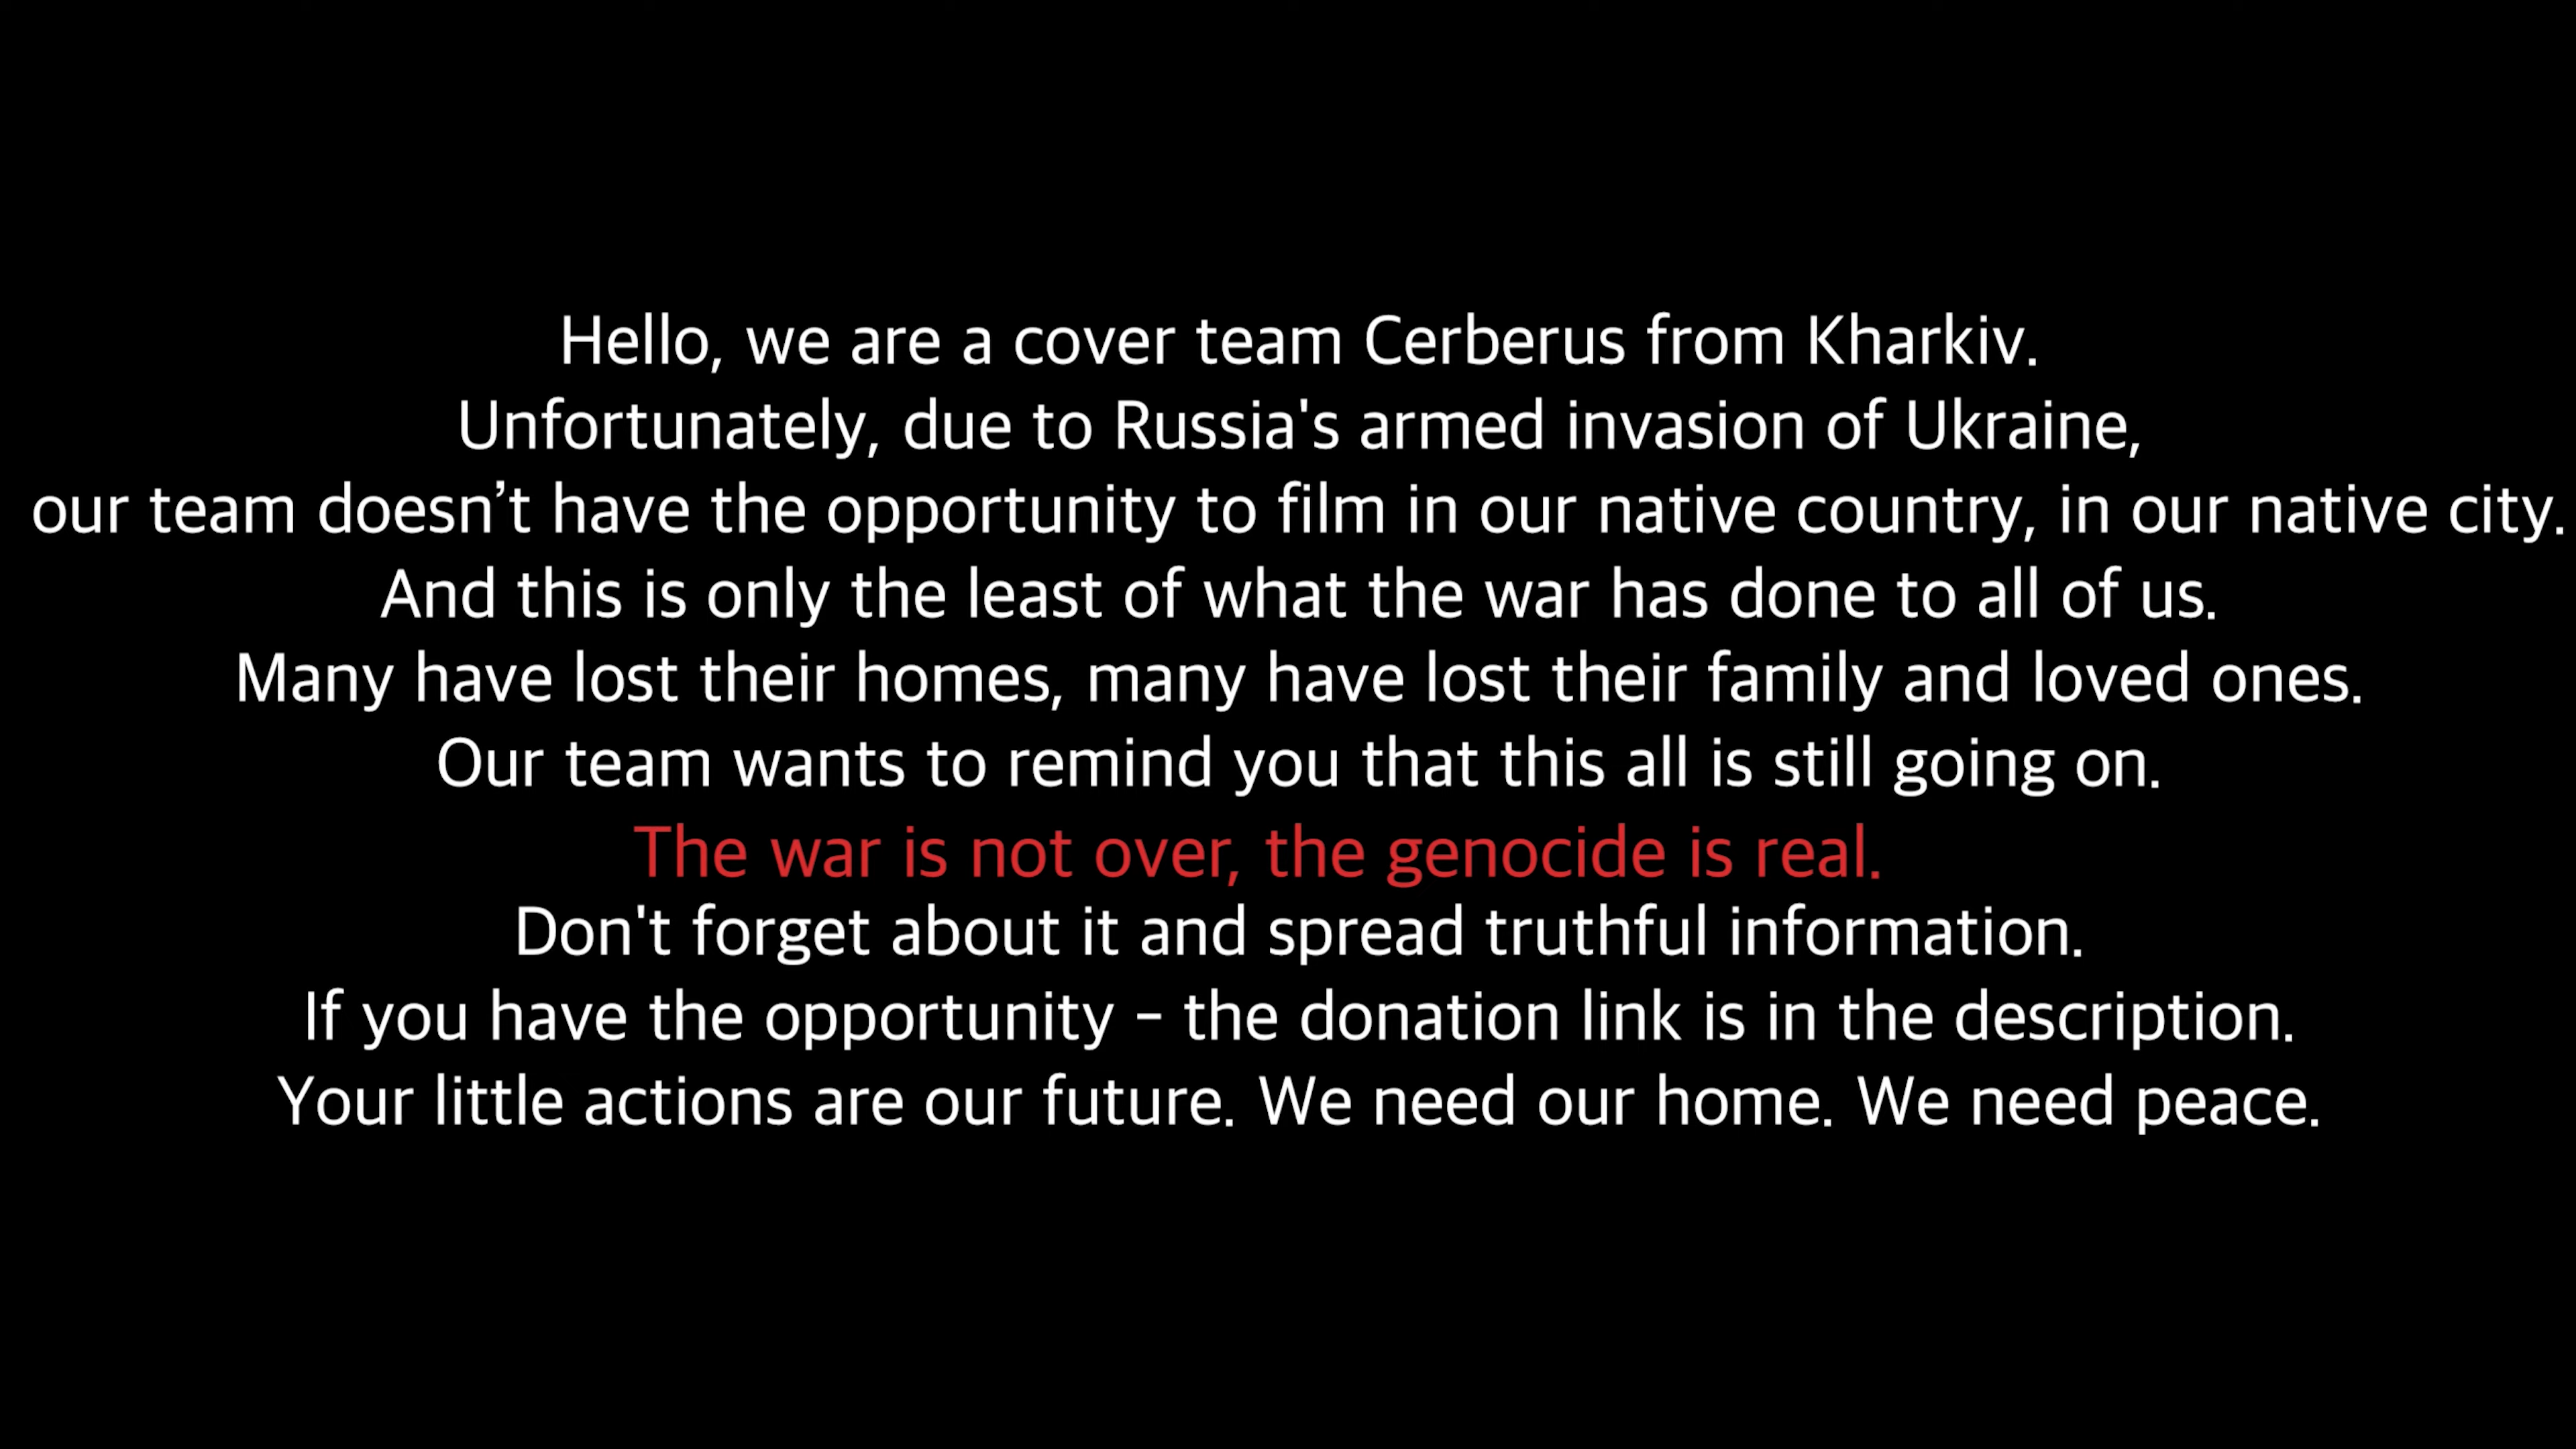 Hello, we are a cover team Cerberus from Kharkiv.
Unfortunately, due to Russia's armed invasion of Ukraine,
our team doesn’t have the opportunity to film in our native country, in our native city.
And this is only the least of what the war has done to all of us.
Many have lost their homes, many have lost their family and loved ones.
Our team wants to remind you that this all is still going on.
The war is not over, the genocide is real.
Don't forget about it and spread truthful information.
If you have the opportunity - the donation link is in the description.
Your little actions are our future. We need our home. We need peace.